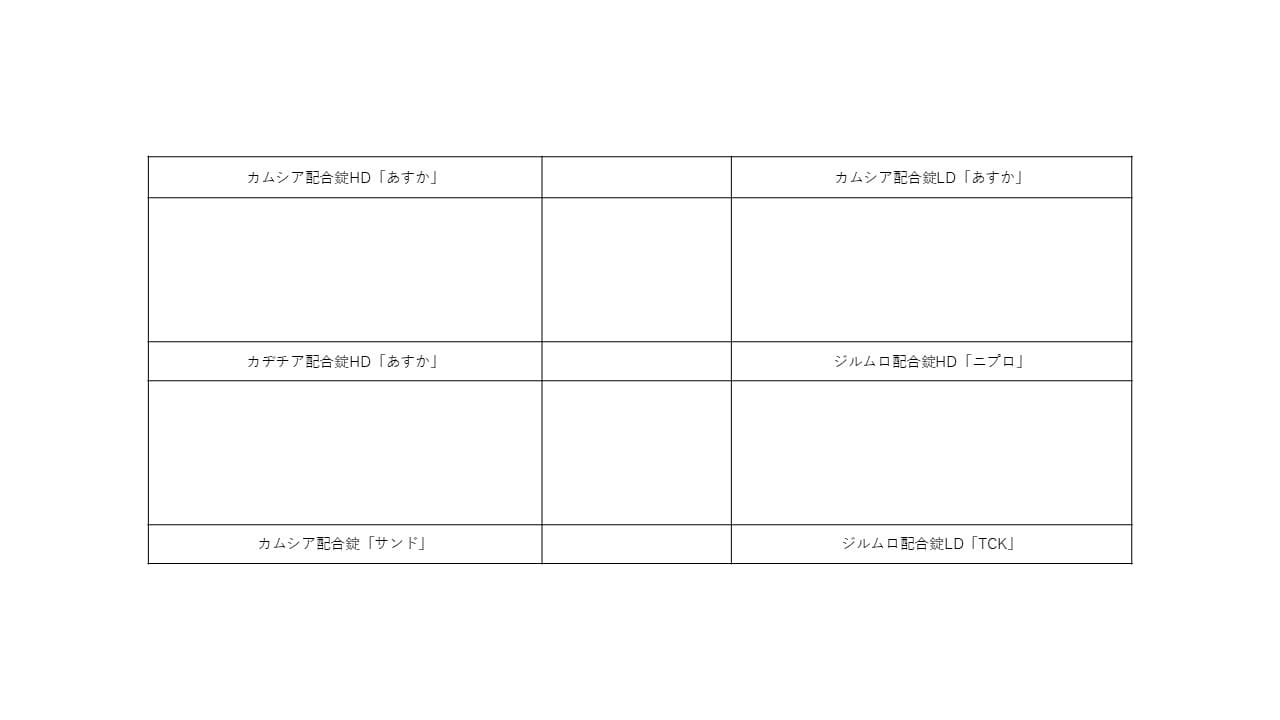 カムシア配合錠HD「あすか」
カムシア配合錠LD「あすか」
カヂチア配合錠HD「あすか」
ジルムロ配合錠HD「ニプロ」
カムシア配合錠「サンド」
ジルムロ配合錠LD「TCK」